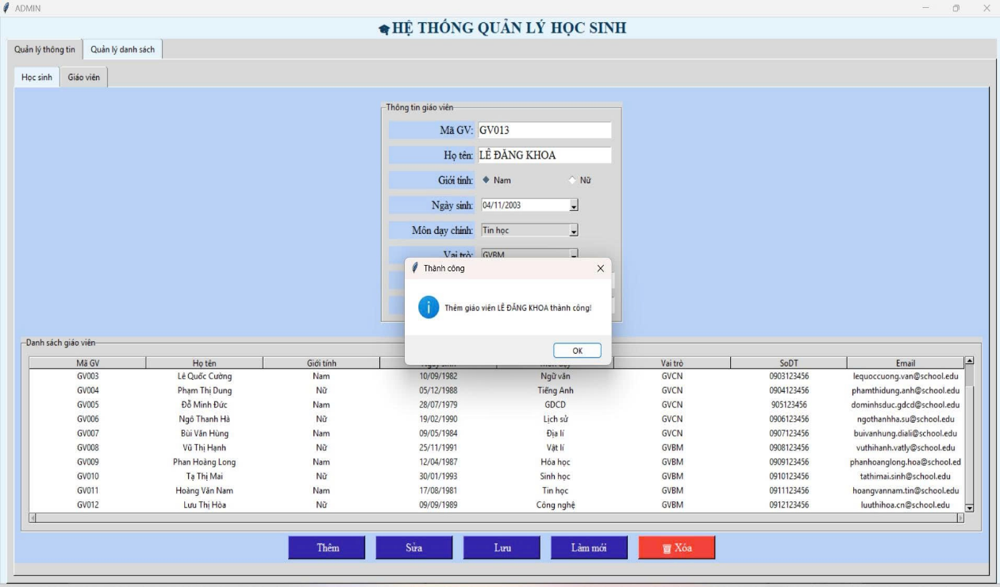 ADMIN
HỆ THỐNG QUẢN LÝ HỌC SINH
Quản lý thông tin Quản lý danh sách
Học sinh Giáo viên
Thông tin giáo viên
Mã GV: GV013
Họ tên: LÊ ĐĂNG KHOA
Giới tính: Nam Nữ
Ngày sinh: 04/11/2003
Môn dạy chính: Tin học
Vai trò: GVBM
Thành công
Thêm giáo viên LÊ ĐĂNG KHOA thành công!
OK
Danh sách giáo viên
Mã GV Họ tên Giới tính Vai trò SoDT Email
GV003 Lê Quốc Cường Nam 10/09/1982 Ngữ văn GVCN 0903123456 lequoccuong.van@school.edu
GV004 Phạm Thị Dung Nữ 05/12/1988 Tiếng Anh GVCN 0904123456 phamthidung.anh@school.edu
GV005 Đỗ Minh Đức Nam 28/07/1979 GDCD GVCN 905123456 dominhsduc.gdcd@school.edu
GV006 Ngô Thanh Hà Nữ 19/02/1990 Lịch sử GVCN 0906123456 ngothanhha.su@school.edu
GV007 Bùi Văn Hùng Nam 09/05/1984 Địa lí GVCN 0907123456 buivanhung.diali@school.edu
GV008 Vũ Thị Hạnh Nữ 25/11/1991 Vật lí GVBM 0908123456 vuthihanh.vatly@school.edu
GV009 Phan Hoàng Long Nam 12/04/1987 Hóa học GVBM 0909123456 phanhoanglong.hoa@school.ed
GV010 Tạ Thị Mai Nữ 30/01/1993 Sinh học GVBM 0910123456 tathimai.sinh@school.edu
GV011 Hoàng Văn Nam Nam 17/08/1981 Tin học GVBM 0911123456 hoangvannam.tin@school.edu
GV012 Lưu Thị Hòa Nữ 09/09/1989 Công nghệ GVBM 0912123456 luuthihoa.cn@school.edu
Thêm Sửa Lưu Làm mới Xóa